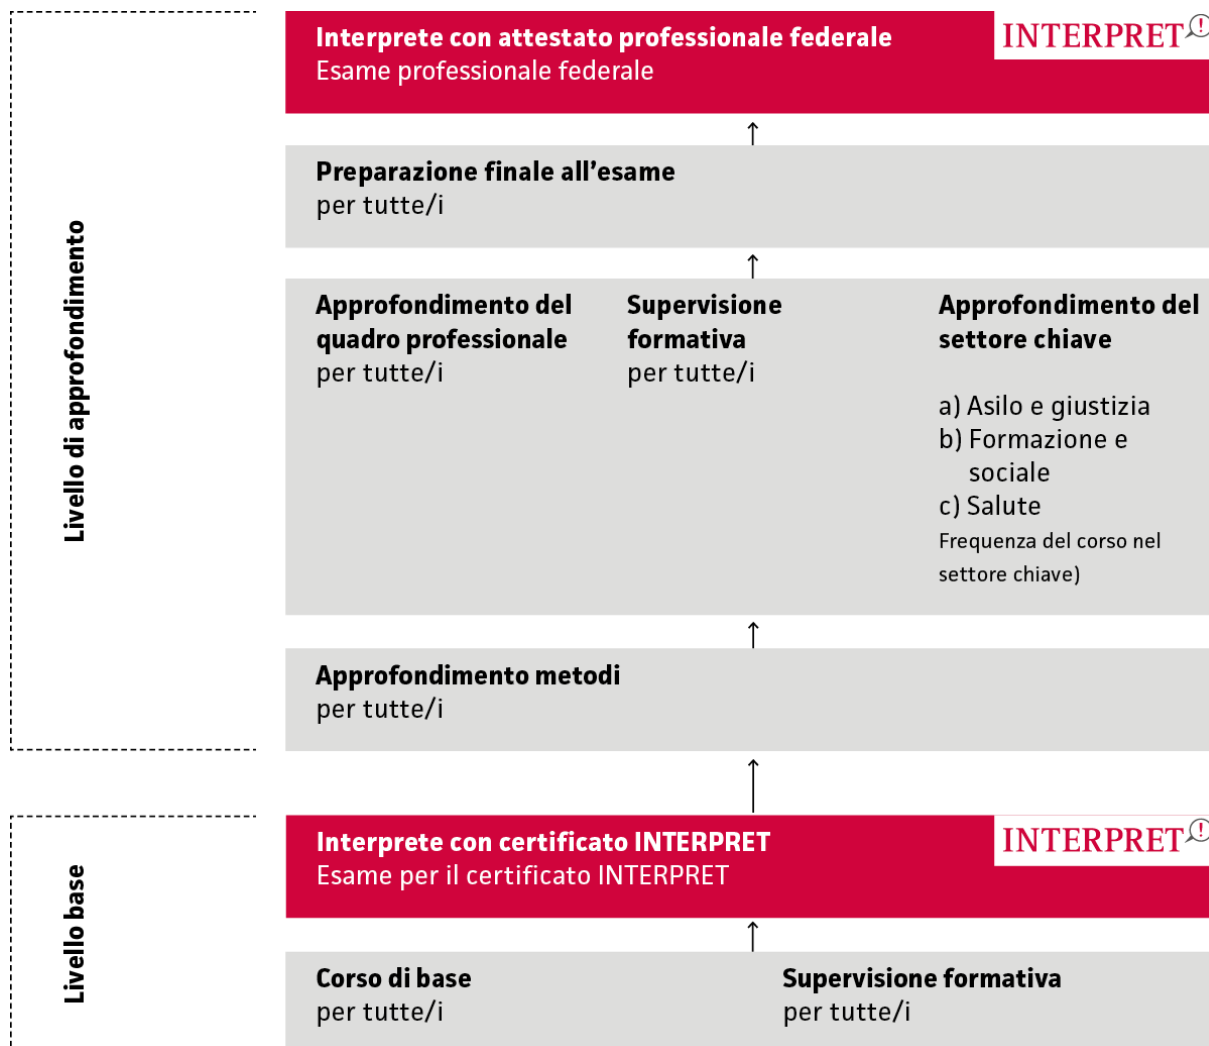 Interprete con attestato professionale federale
Esame professionale federale
INTERPRET!
Preparazione finale all'esame
per tutte/i
Livello di approfondimento
Approfondimento del
quadro professionale
per tutte/i
Supervisione
formativa
per tutte/i
Approfondimento del
settore chiave
a) Asilo e giustizia
b) Formazione e
sociale
c) Salute
Frequenza del corso nel
settore chiave)
Approfondimento metodi
per tutte/i
Interprete con certificato INTERPRET
Esame per il certificato INTERPRET
INTERPRET!
Livello base
Corso di base
per tutte/i
Supervisione formativa
per tutte/i